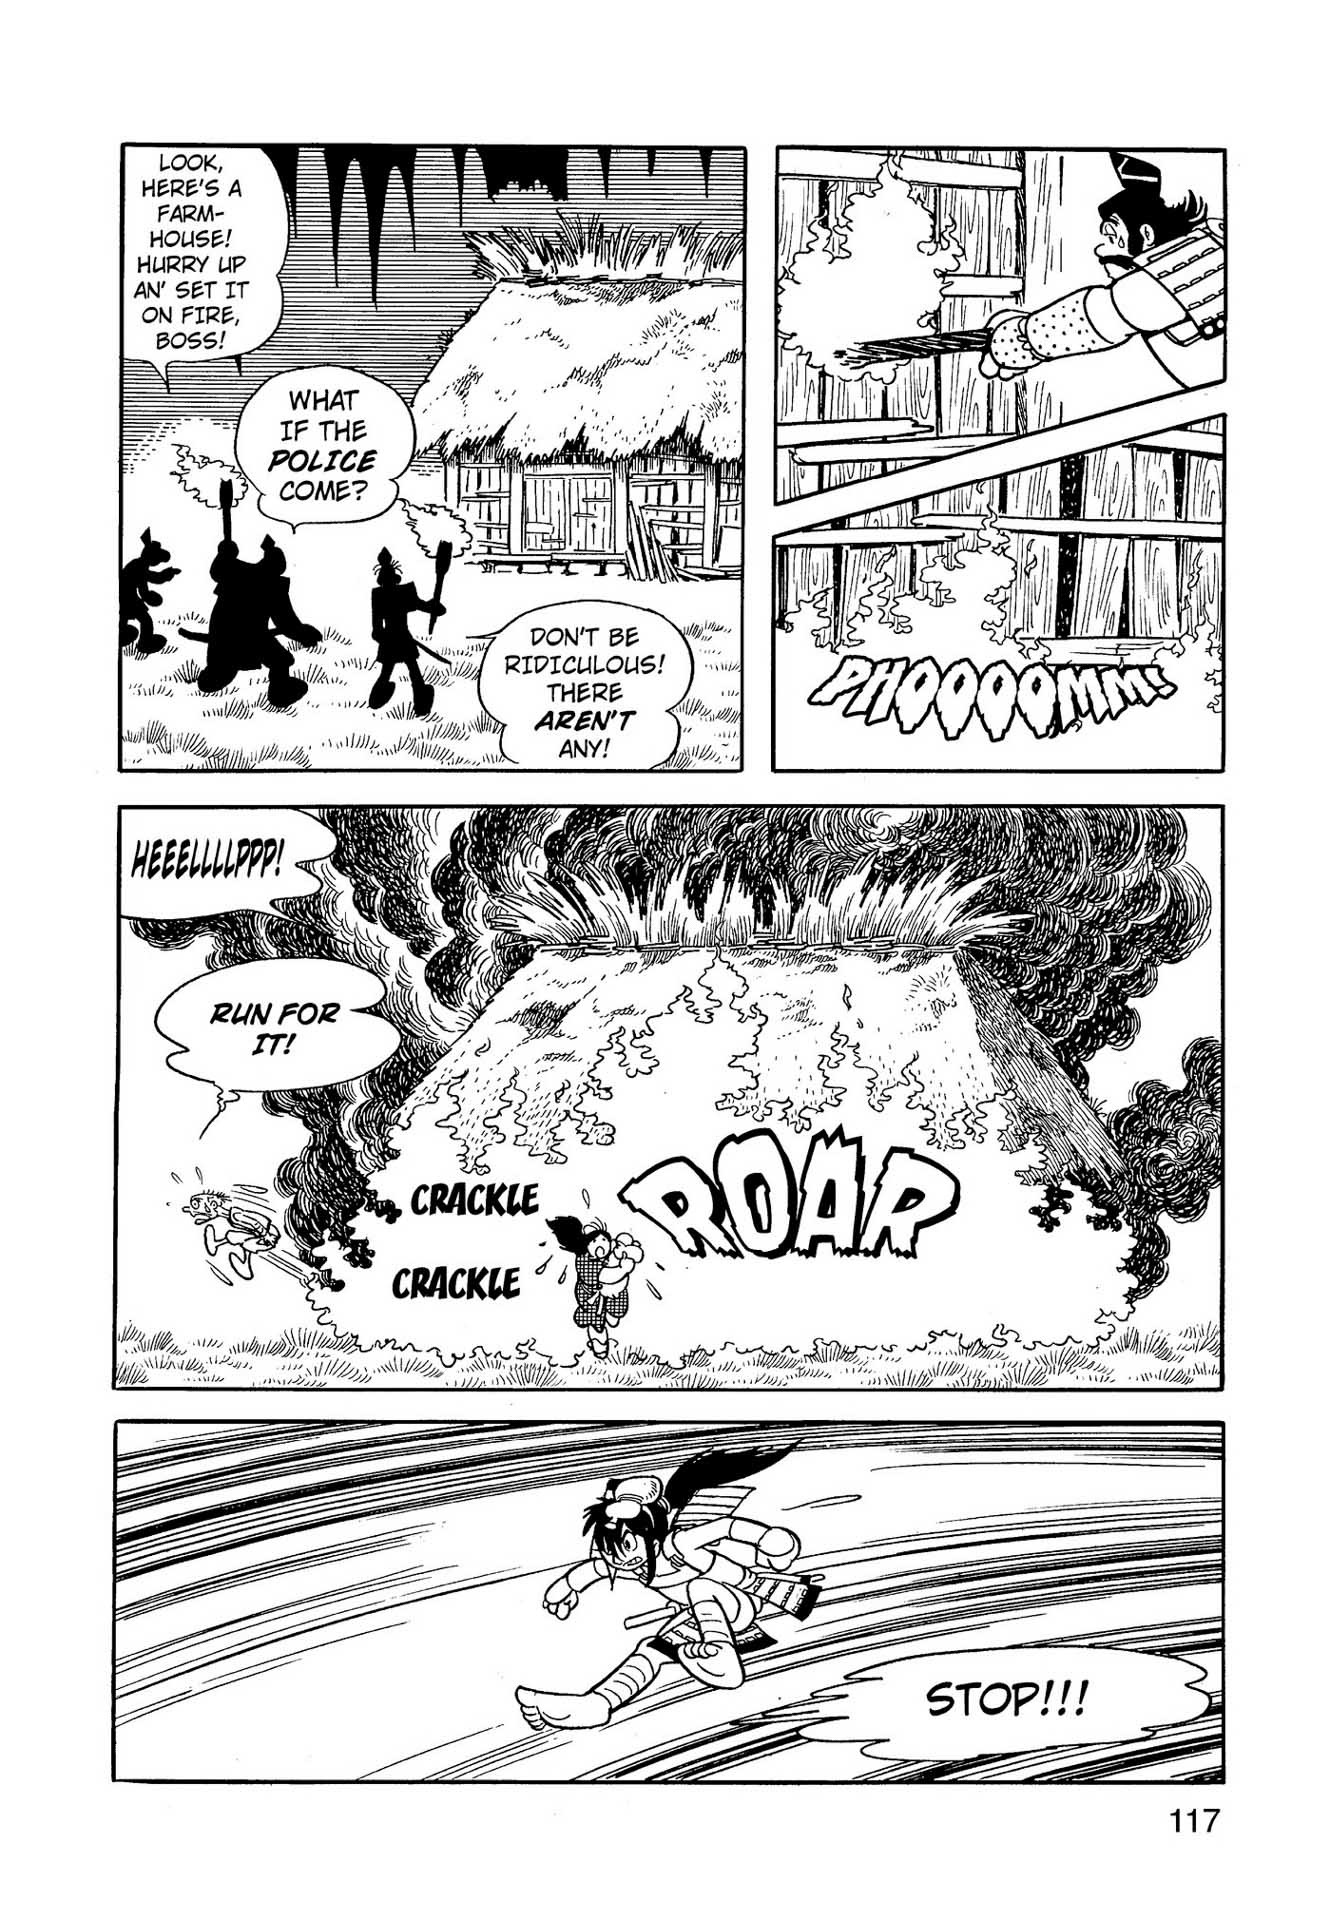 LOOK,
HERE'S A
FARM-
HOUSE!
HURRY UP
AN' SET IT
ON FIRE,
BOSS!
WHAT
IF THE
POLICE
COME?
DON'T BE
RIDICULOUS!
THERE
AREN'T
ANY!
PHOOOOOMM!
HEEELLLLPPP!
RUN FOR
IT!
CRACKLE
ROAR
CRACKLE
STOP!!!
117